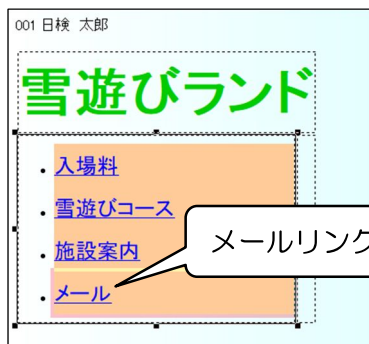 001 日検 太郎
雪遊びランド
・入場料
・雪遊びコース
・施設案内
・メール
メールリンク